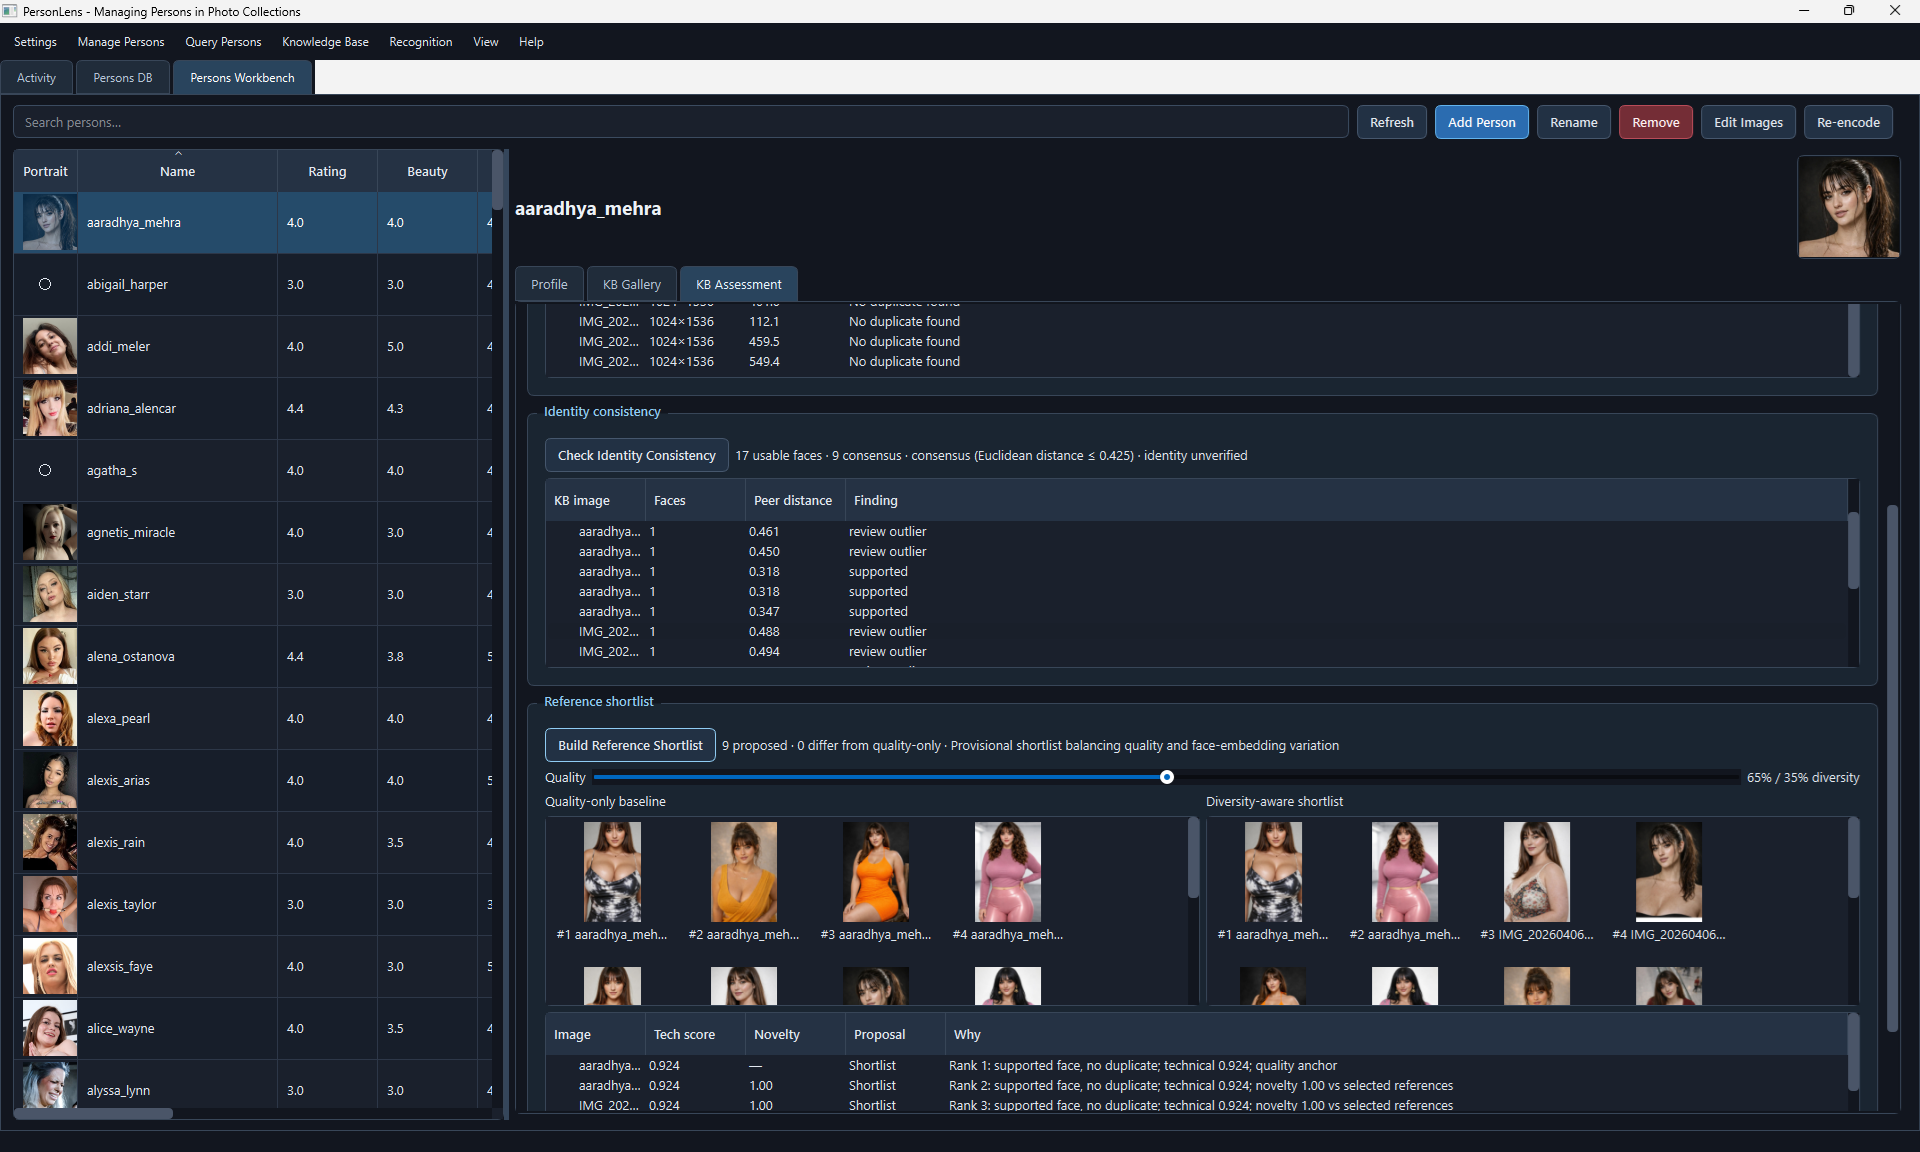 PersonLens - Managing Persons in Photo Collections
Settings Manage Persons Query Persons Knowledge Base Recognition View Help
Activity Persons DB Persons Workbench
Search persons... Refresh Add Person Rename Remove Edit Images Re-encode
Portrait Name Rating Beauty
aaradhya_mehra 4.0 4.0 4
abigail_harper 3.0 3.0 4
addi_meler 4.0 5.0 4
adriana_alencar 4.4 4.3 4
agatha_s 4.0 4.0 4
agnetis_miracle 4.0 3.0 4
aiden_starr 3.0 3.0 4
alena_ostanova 4.4 3.8 5
alexa_pearl 4.0 4.0 4
alexis_arias 4.0 4.0 5
alexis_rain 4.0 3.5 4
alexis_taylor 3.0 3.0 3
alexsis_faye 4.0 3.0 5
alice_wayne 4.0 3.5 4
alyssa_lynn 3.0 3.0 4
aaradhya_mehra
Profile KB Gallery KB Assessment
IMG_202... 1024×1536 112.1 No duplicate found
IMG_202... 1024×1536 459.5 No duplicate found
IMG_202... 1024×1536 549.4 No duplicate found
Identity consistency
Check Identity Consistency 17 usable faces · 9 consensus · consensus (Euclidean distance ≤ 0.425) · identity unverified
KB image Faces Peer distance Finding
aaradhya... 1 0.461 review outlier
aaradhya... 1 0.450 review outlier
aaradhya... 1 0.318 supported
aaradhya... 1 0.318 supported
aaradhya... 1 0.347 supported
IMG_202... 1 0.488 review outlier
IMG_202... 1 0.494 review outlier
Reference shortlist
Build Reference Shortlist 9 proposed · 0 differ from quality-only · Provisional shortlist balancing quality and face-embedding variation
Quality 65% / 35% diversity
Quality-only baseline Diversity-aware shortlist
#1 aaradhya_meh... #2 aaradhya_meh... #3 aaradhya_meh... #4 aaradhya_meh... #1 aaradhya_meh... #2 aaradhya_meh... #3 IMG_20260406... #4 IMG_20260406...
Image Tech score Novelty Proposal Why
aaradhya... 0.924 — Shortlist Rank 1: supported face, no duplicate; technical 0.924; quality anchor
aaradhya... 0.924 1.00 Shortlist Rank 2: supported face, no duplicate; technical 0.924; novelty 1.00 vs selected references
IMG_202... 0.924 1.00 Shortlist Rank 3: supported face, no duplicate; technical 0.924; novelty 1.00 vs selected references